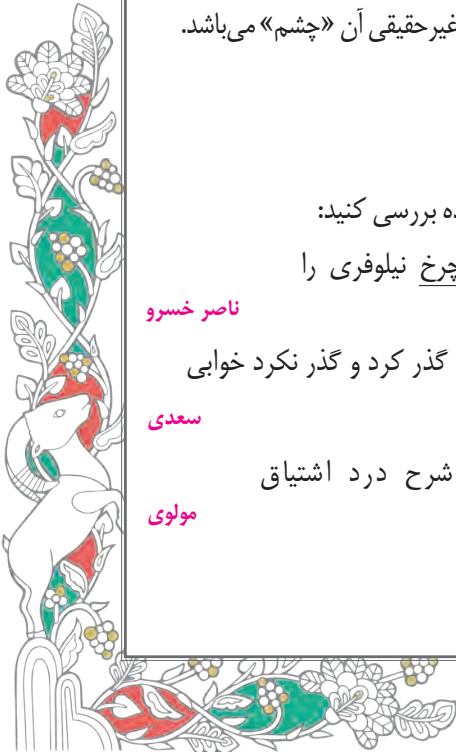 غیرحقیقی آن «چشم» می‌باشد.
ده بررسی کنید:
چرخ نیلوفری را
ناصر خسرو
گذر کرد و گذر نکرد خوابی
سعدی
شرح درد اشتیاق
مولوی